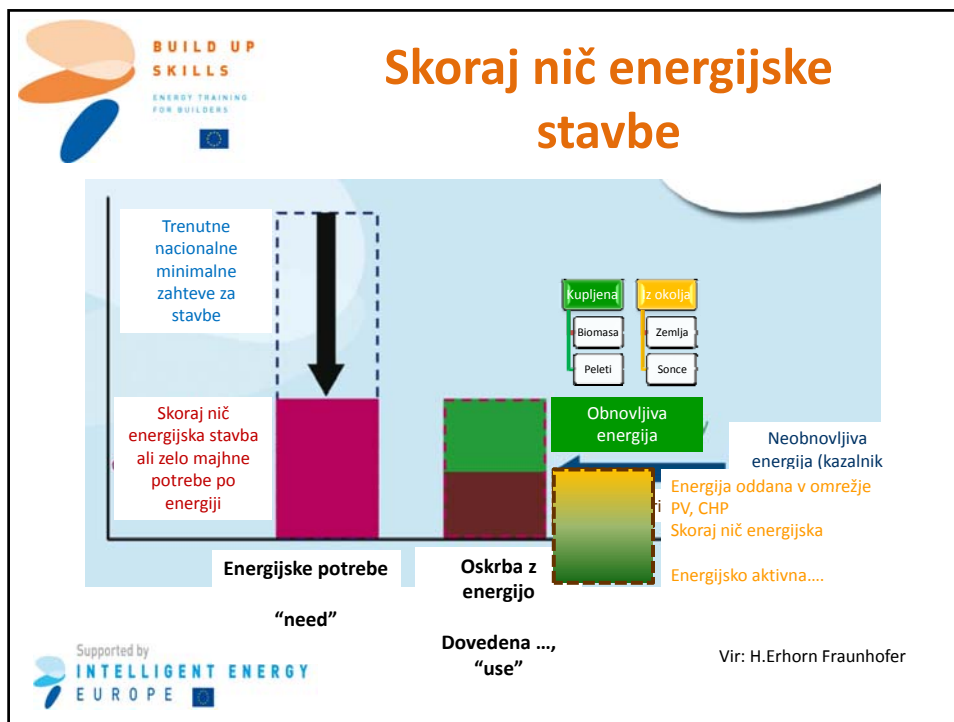 BUILD UP
SKILLS
ENERGY TRAINING
FOR BUILDERS
Skoraj nič energijske
stavbe
Trenutne
nacionalne
minimalne
zahteve za
stavbe
Kupljena
Iz okolja
Biomasa
Zemlja
Peleti
Sonce
Skoraj nič
energijska stavba
ali zelo majhne
potrebe po
energiji
Obnovljiva
energija
Neobnovljiva
energija (kazalnik
Energija oddana v omrežje
PV, CHP
Skoraj nič energijska
Energijsko aktivna....
Energijske potrebe
“need”
Oskrba z
energijo
Dovedena …,
“use”
Vir: H.Erhorn Fraunhofer
Supported by
INTELLIGENT ENERGY
EUROPE